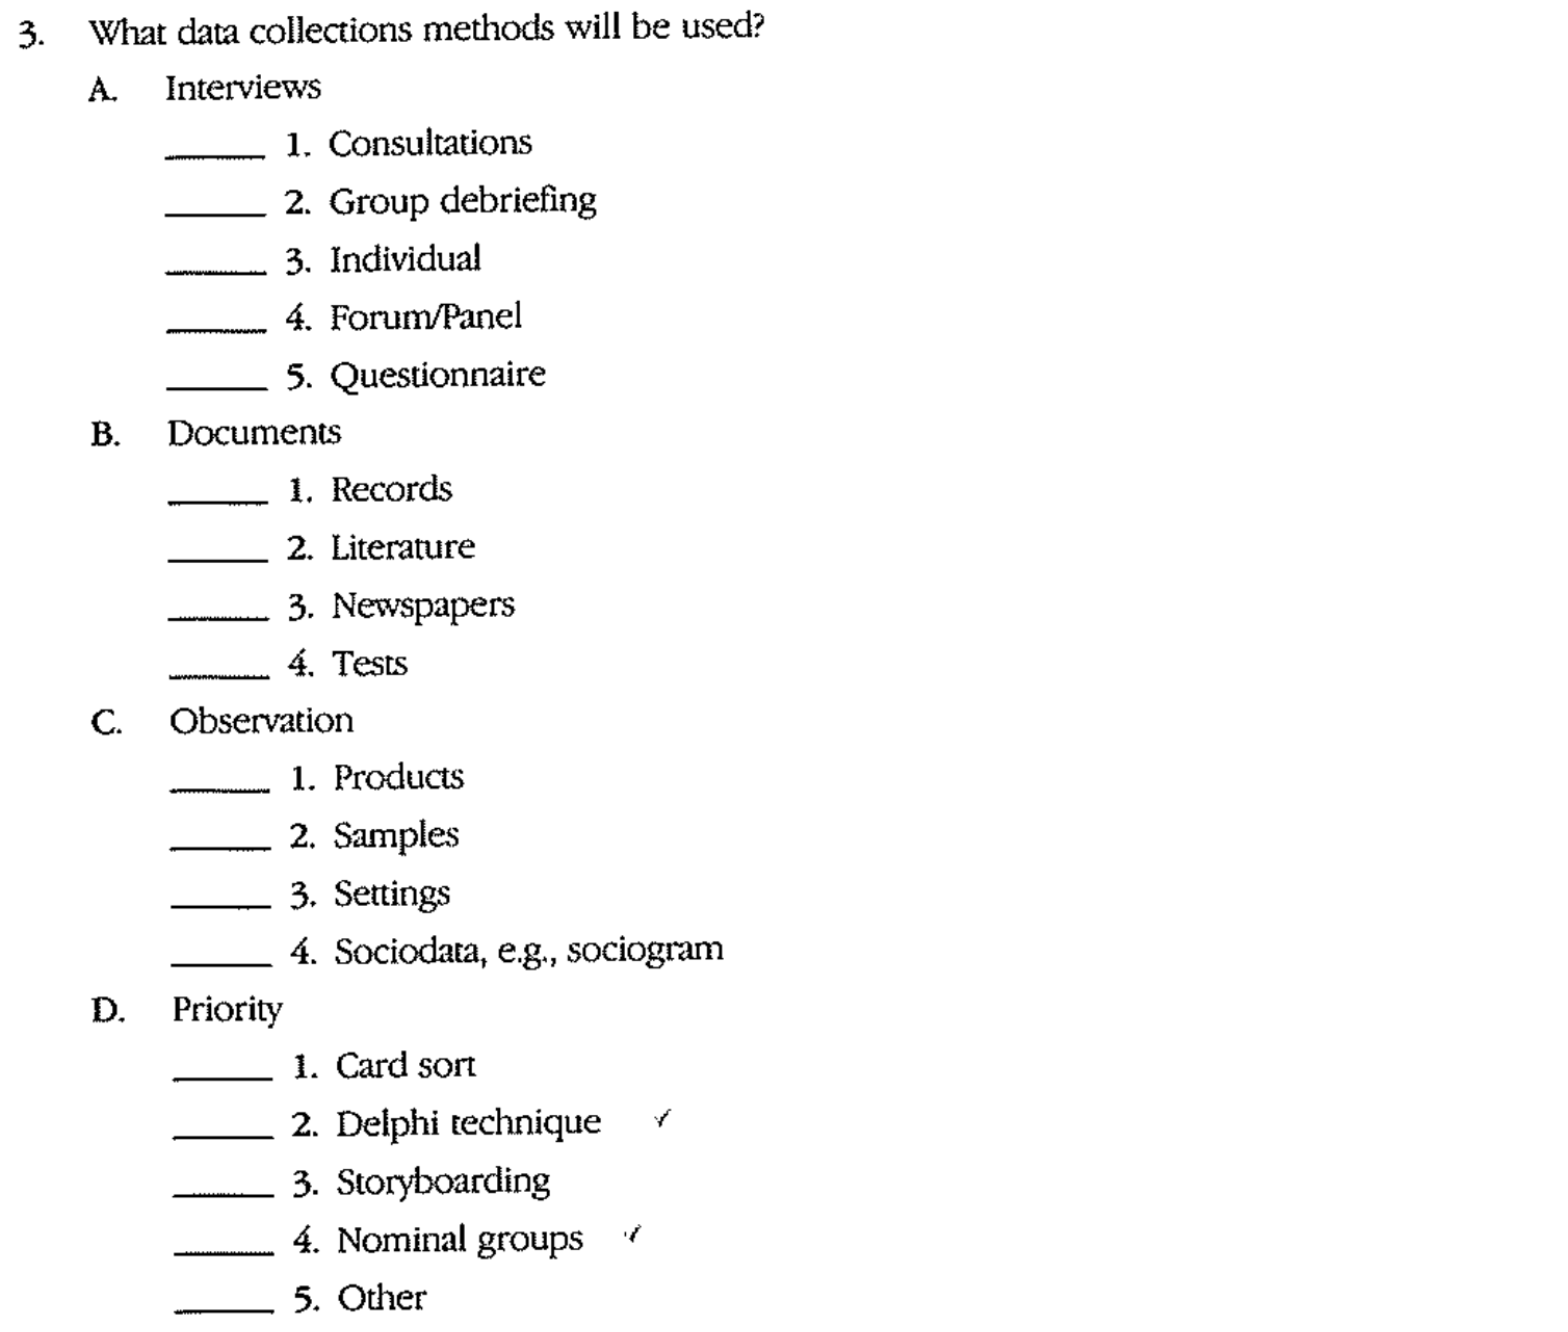 3. What data collections methods will be used?
A. Interviews
_____ 1. Consultations
_____ 2. Group debriefing
_____ 3. Individual
_____ 4. Forum/Panel
_____ 5. Questionnaire
B. Documents
_____ 1. Records
_____ 2. Literature
_____ 3. Newspapers
_____ 4. Tests
C. Observation
_____ 1. Products
_____ 2. Samples
_____ 3. Settings
_____ 4. Sociodata, e.g., sociogram
D. Priority
_____ 1. Card sort
_____ 2. Delphi technique ✓
_____ 3. Storyboarding
_____ 4. Nominal groups ✓
_____ 5. Other